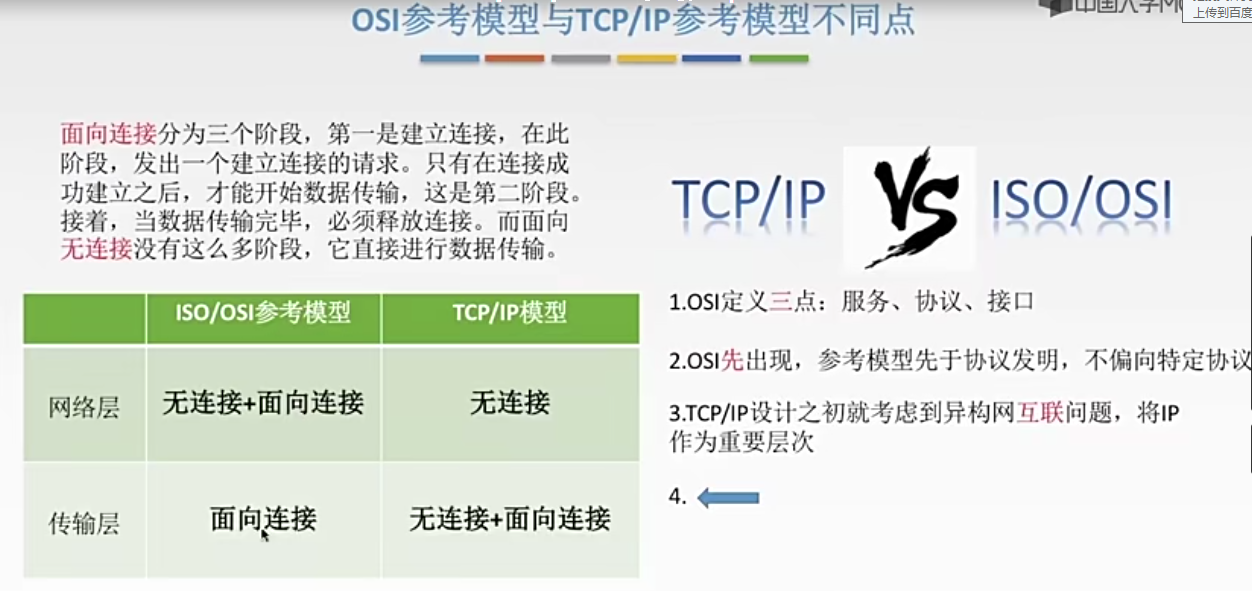 OSI参考模型与TCP/IP参考模型不同点
上传到百度
面向连接分为三个阶段，第一是建立连接，在此
阶段，发出一个建立连接的请求。只有在连接成
功建立之后，才能开始数据传输，这是第二阶段。
接着，当数据传输完毕，必须释放连接。而面向
无连接没有这么多阶段，它直接进行数据传输。
ISO/OSI参考模型 TCP/IP模型
网络层 无连接+面向连接 无连接
传输层 面向连接 无连接+面向连接
TCP/IP VS ISO/OSI
1.OSI定义三点：服务、协议、接口
2.OSI先出现，参考模型先于协议发明，不偏向特定协议
3.TCP/IP设计之初就考虑到异构网互联问题，将IP
作为重要层次
4.